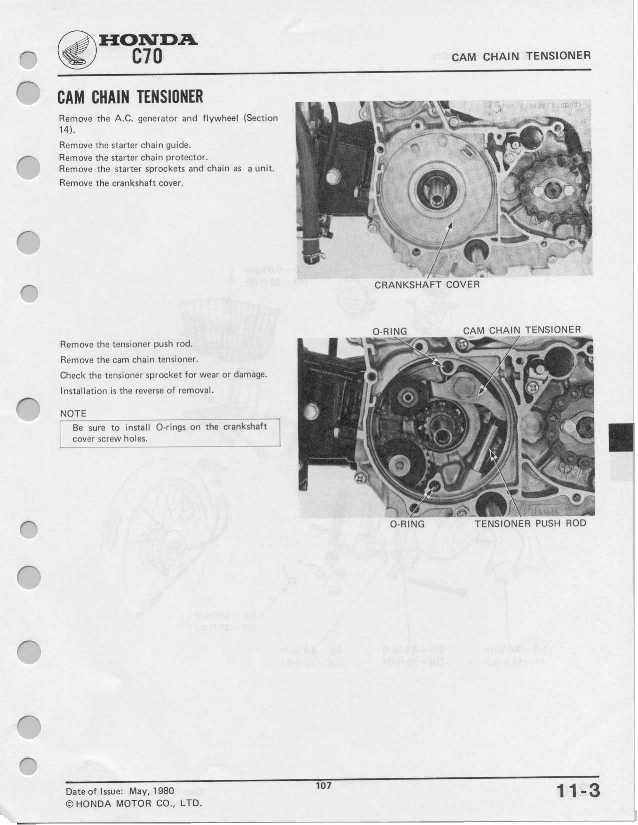 HONDA
C70
CAM CHAIN TENSIONER
CAM CHAIN TENSIONER
Remove the A.C. generator and flywheel (Section
14).
Remove the starter chain guide.
Remove the starter chain protector.
Remove the starter sprockets and chain as a unit.
Remove the crankshaft cover.
CRANKSHAFT COVER
Remove the tensioner push rod.
Remove the cam chain tensioner.
Check the tensioner sprocket for wear or damage.
Installation is the reverse of removal.
NOTE
Be sure to install O-rings on the crankshaft
cover screw holes.
O-RING
CAM CHAIN TENSIONER
O-RING
TENSIONER PUSH ROD
Date of Issue: May, 1980
© HONDA MOTOR CO., LTD.
107
11-3